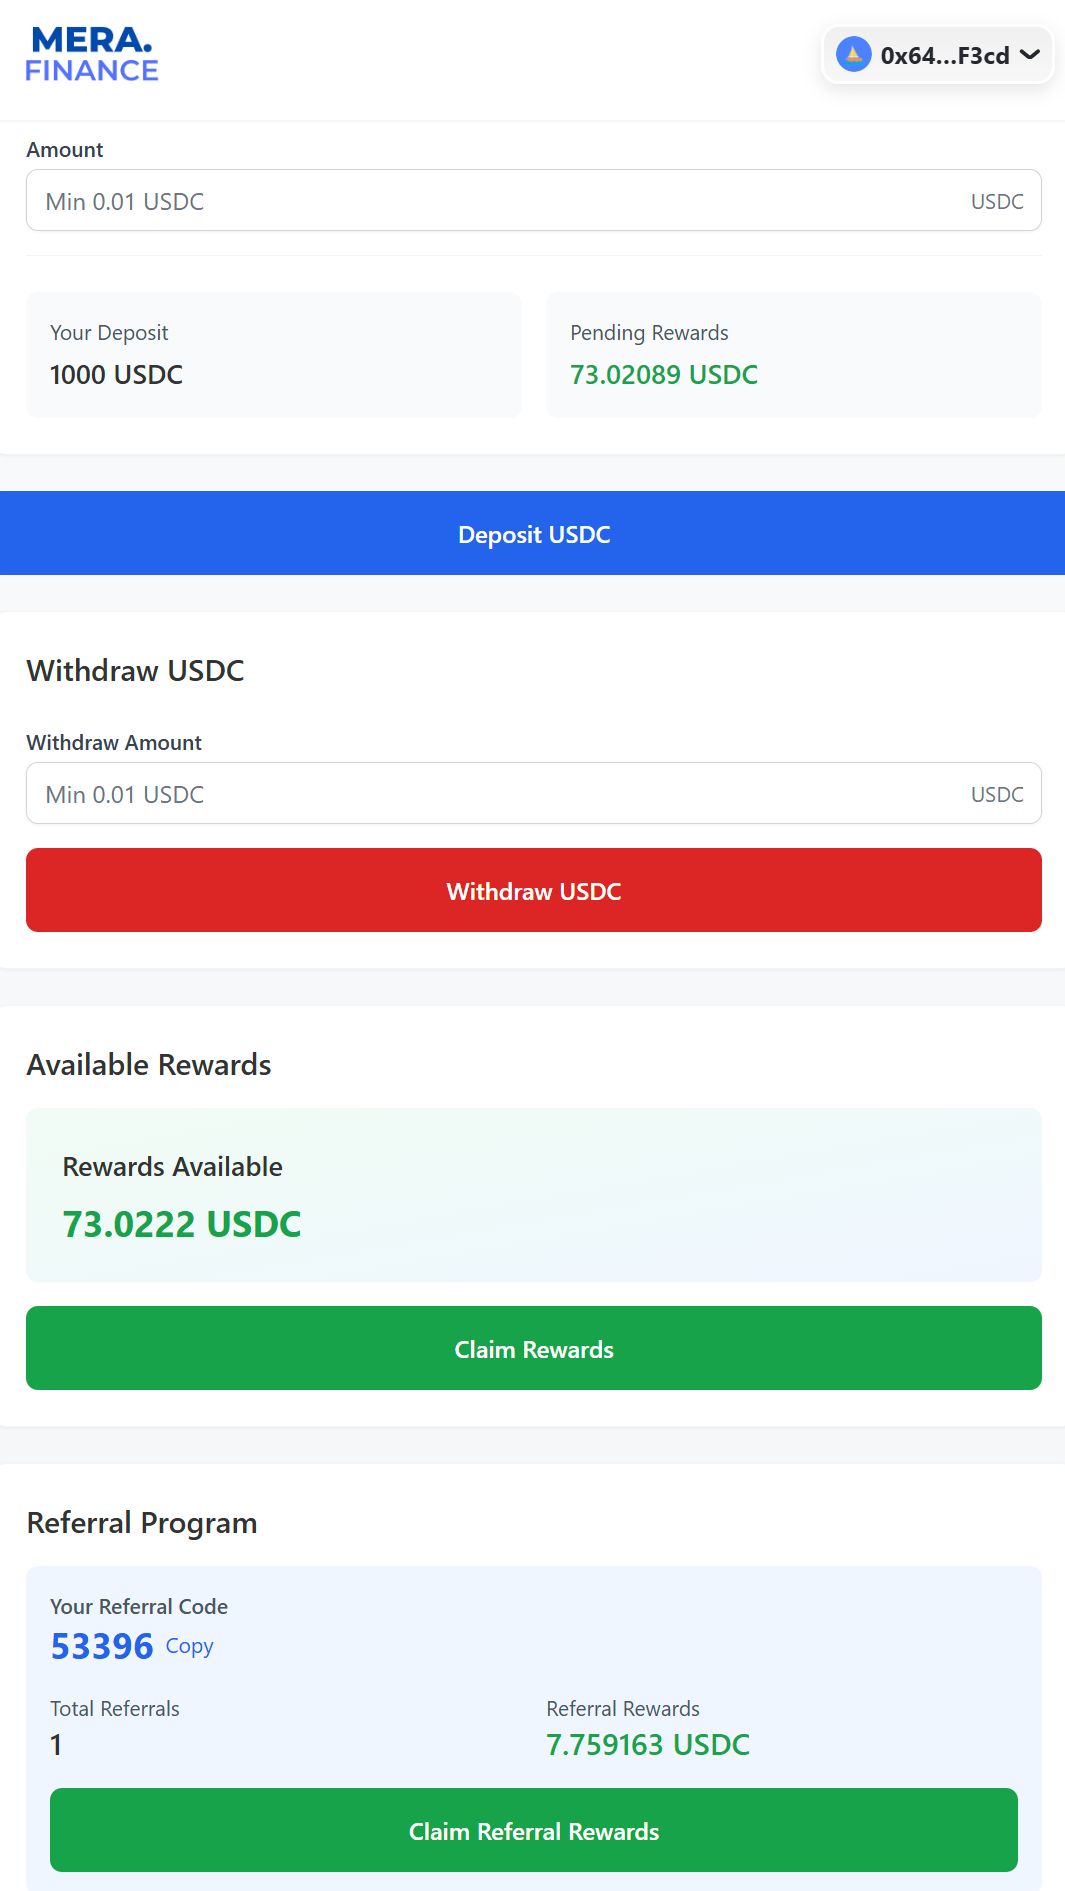 MERA.
FINANCE
0x64...F3cd
Amount
Min 0.01 USDC USDC
Your Deposit
1000 USDC
Pending Rewards
73.02089 USDC
Deposit USDC
Withdraw USDC
Withdraw Amount
Min 0.01 USDC USDC
Withdraw USDC
Available Rewards
Rewards Available
73.0222 USDC
Claim Rewards
Referral Program
Your Referral Code
53396 Copy
Total Referrals
1
Referral Rewards
7.759163 USDC
Claim Referral Rewards